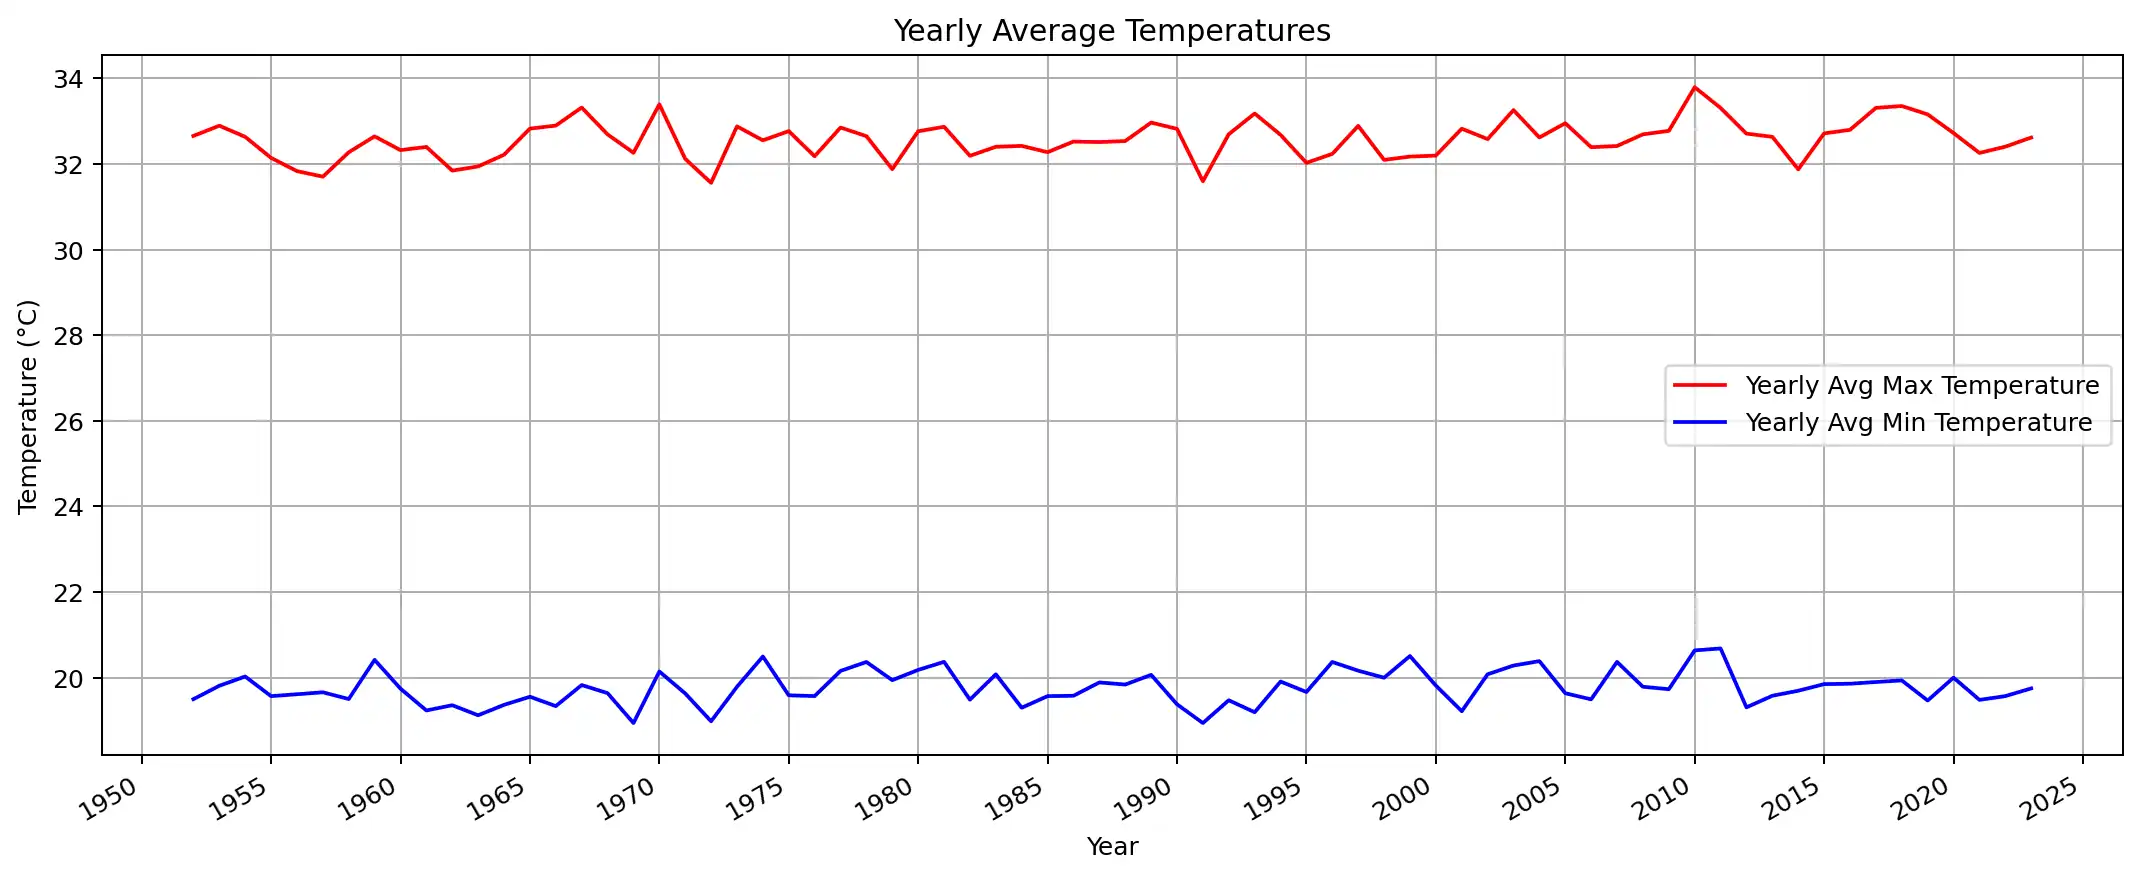 Yearly Average Temperatures
34
32
30
28
26
24
22
20
Temperature (°C)
Yearly Avg Max Temperature
Yearly Avg Min Temperature
1950 1955 1960 1965 1970 1975 1980 1985 1990 1995 2000 2005 2010 2015 2020 2025
Year